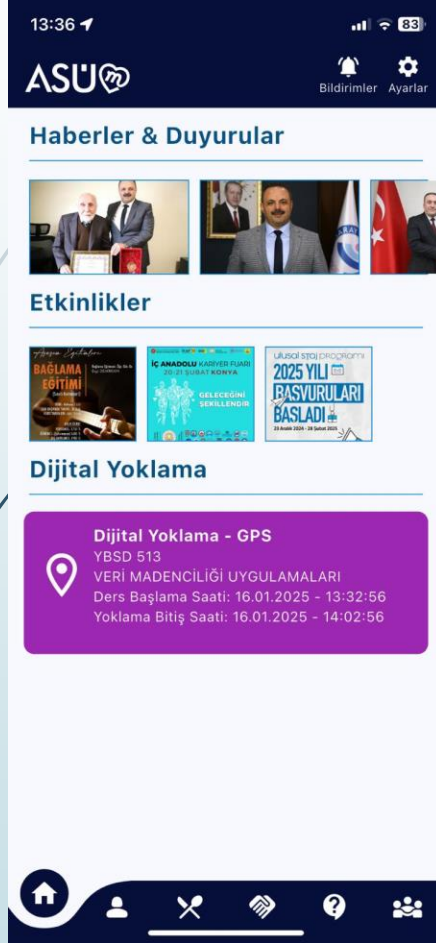 13:36
83
ASÜ
Bildirimler Ayarlar
Haberler & Duyurular
Etkinlikler
BAĞLAMA
EĞİTİMİ
İÇ ANADOLU KARİYER FUARI
20-21 ŞUBAT KONYA
GELECEĞİNİ
ŞEKİLLENDİR
ulusal staj programı
2025 YILI
BAŞVURULARI
BAŞLADI
Dijital Yoklama
Dijital Yoklama - GPS
YBSD 513
VERİ MADENCİLİĞİ UYGULAMALARI
Ders Başlama Saati: 16.01.2025 - 13:32:56
Yoklama Bitiş Saati: 16.01.2025 - 14:02:56